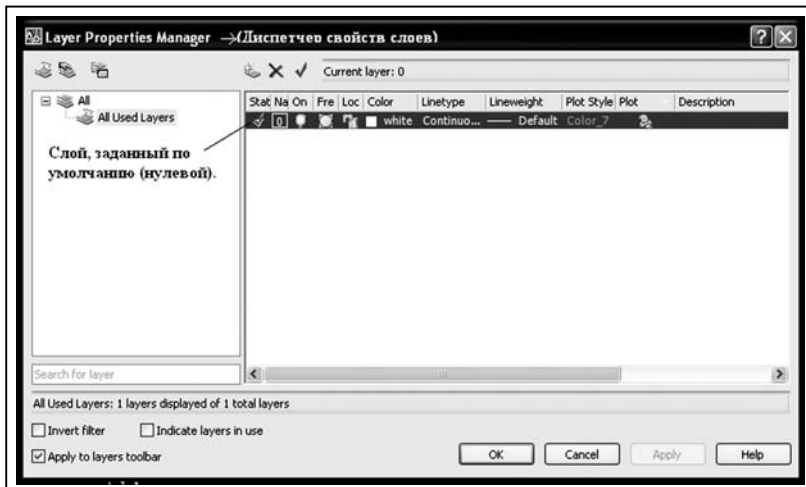 Layer Properties Manager →(Диспетчер свойств слоев)
Current layer: 0
All
All Used Layers
Stat Na On Fre Loc Color Linetype Lineweight Plot Style Plot Description
0 white Continuo... Default Color_7
Слой, заданный по
умолчанию (нулевой).
Search for layer
All Used Layers: 1 layers displayed of 1 total layers
Invert filter Indicate layers in use
Apply to layers toolbar
OK Cancel Apply Help